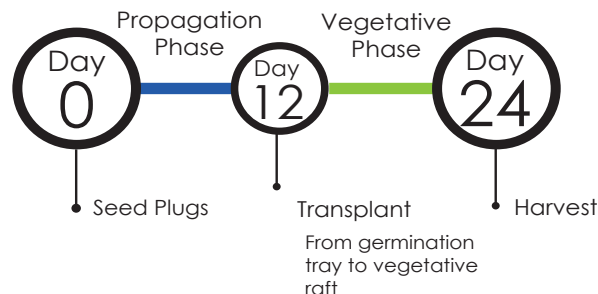 Propagation
Phase
Vegetative
Phase
Day
0
Day
12
Day
24
Seed Plugs
Transplant
From germination
tray to vegetative
raft
Harvest